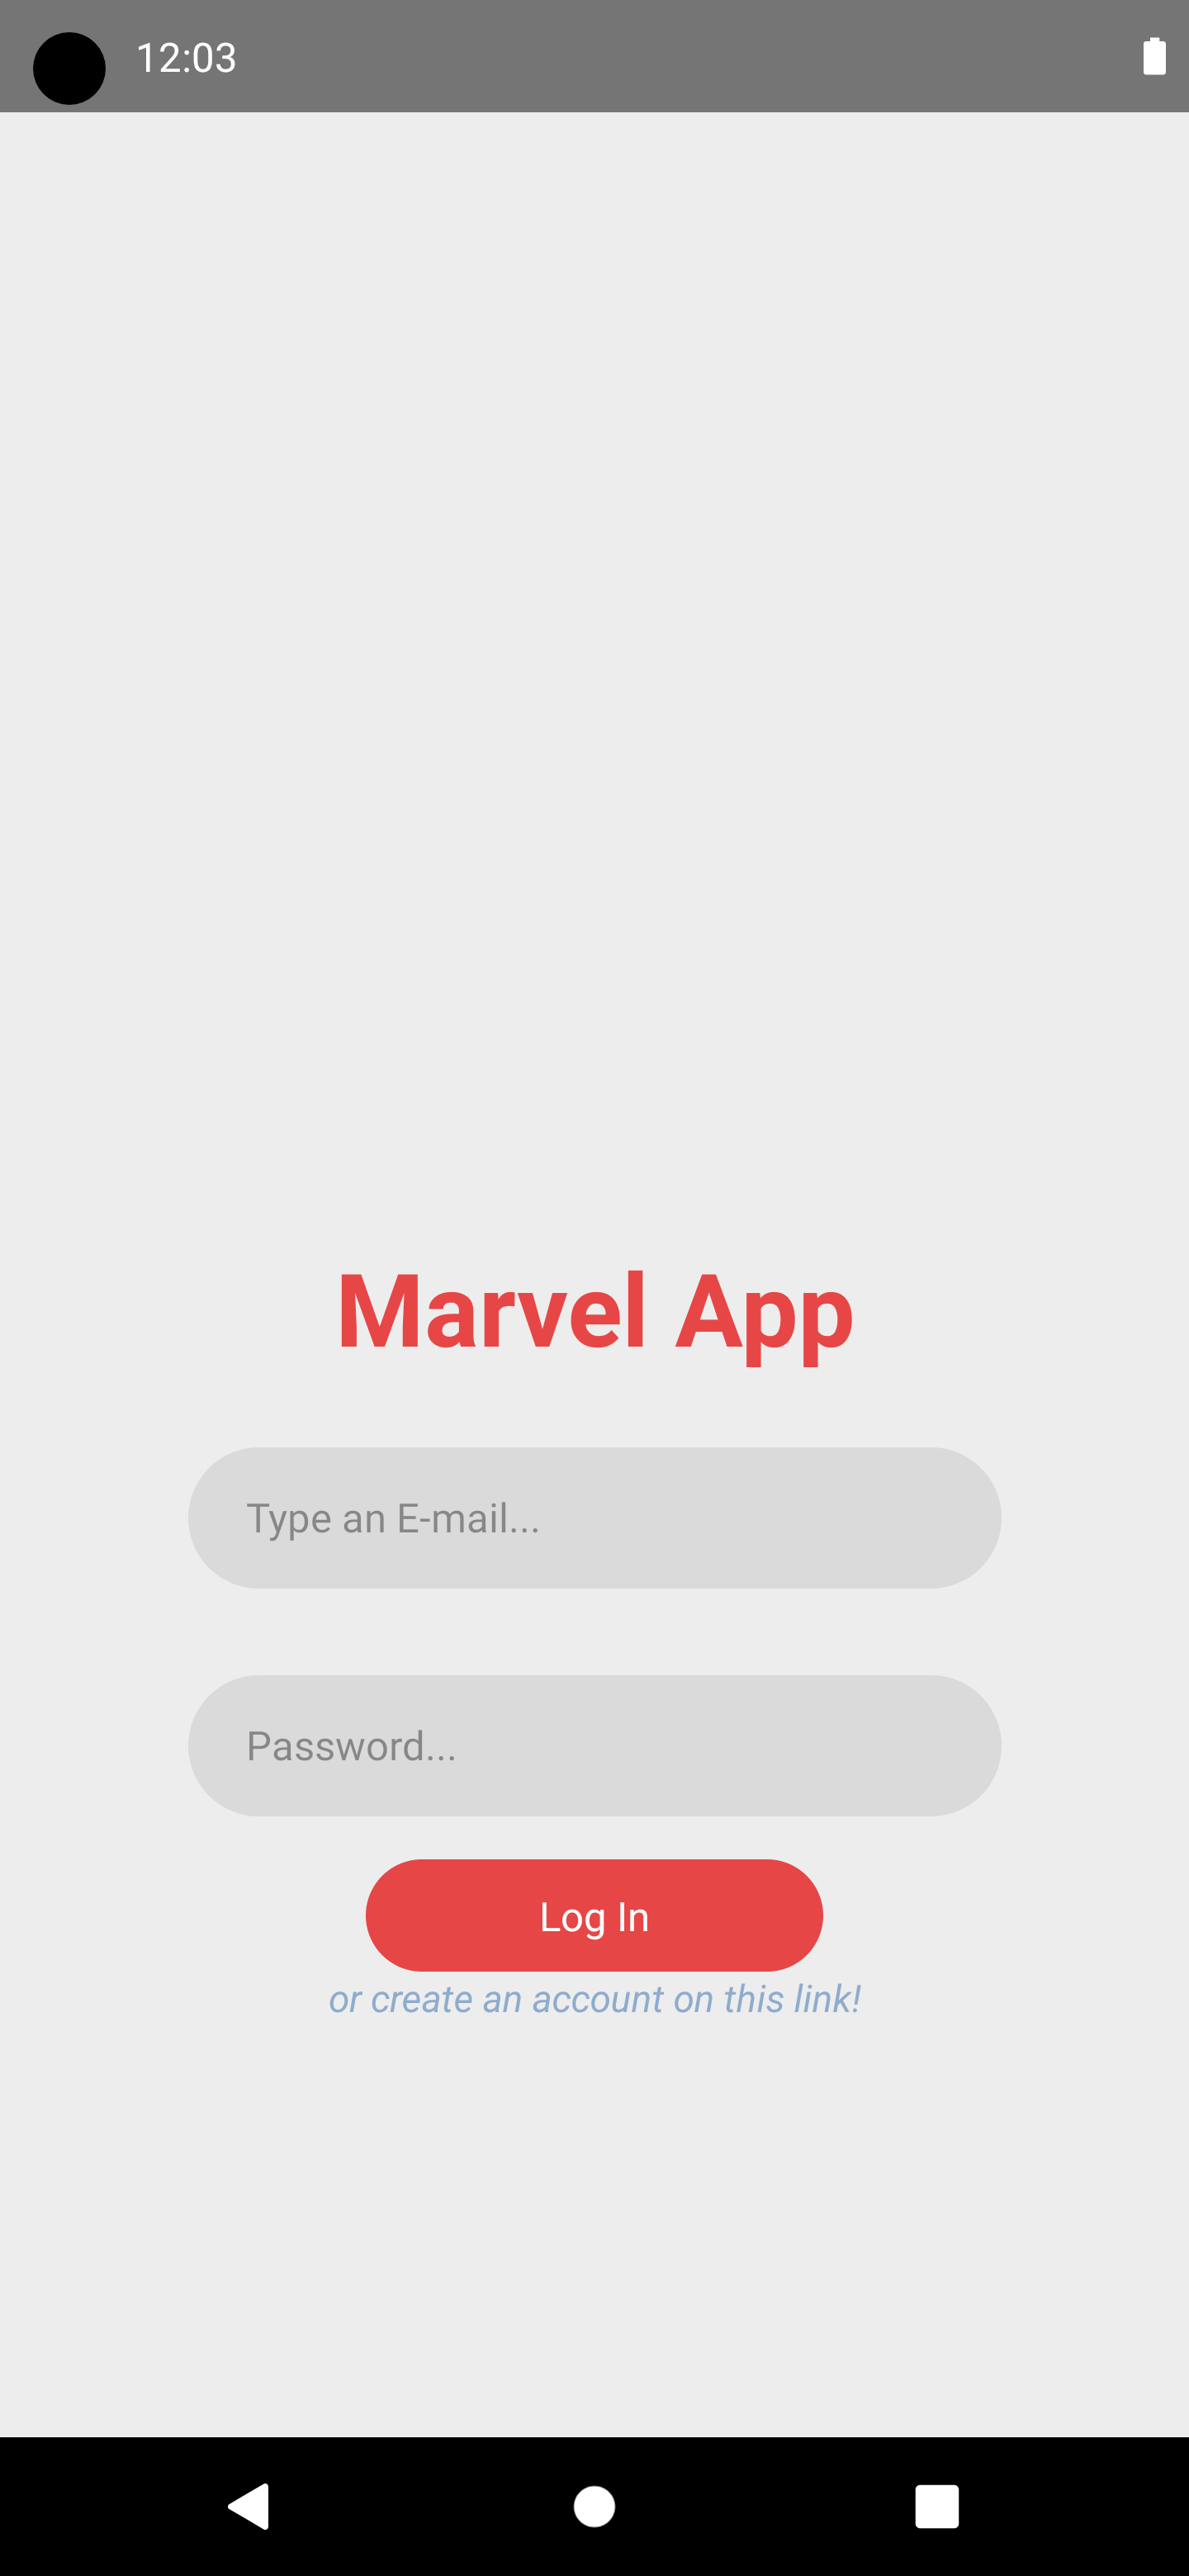 12:03
Marvel App
Type an E-mail...
Password...
Log In
or create an account on this link!